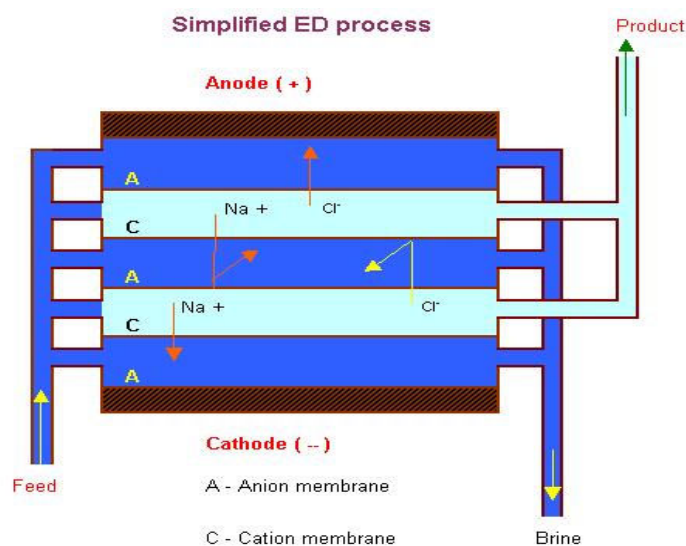 Simplified ED process
Product
Anode ( + )
A
Na + Cl-
C
A
Na + Cl-
C
A
Cathode ( -- )
Feed
A - Anion membrane
C - Cation membrane
Brine